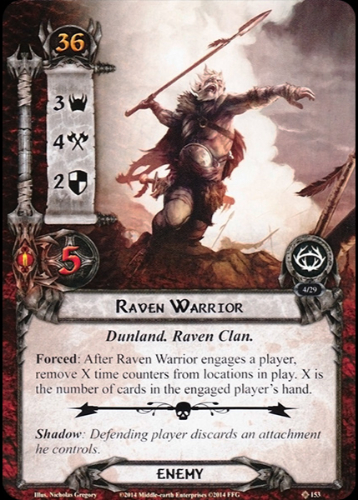 36
3
4
2
5
4/29
RAVEN WARRIOR
Dunland. Raven Clan.
Forced: After Raven Warrior engages a player,
remove X time counters from locations in play. X is
the number of cards in the engaged player's hand.
Shadow: Defending player discards an attachment
he controls.
Illus. Nicholas Gregory ©2014 Middle-earth Enterprises ©2014 FFG 153
ENEMY